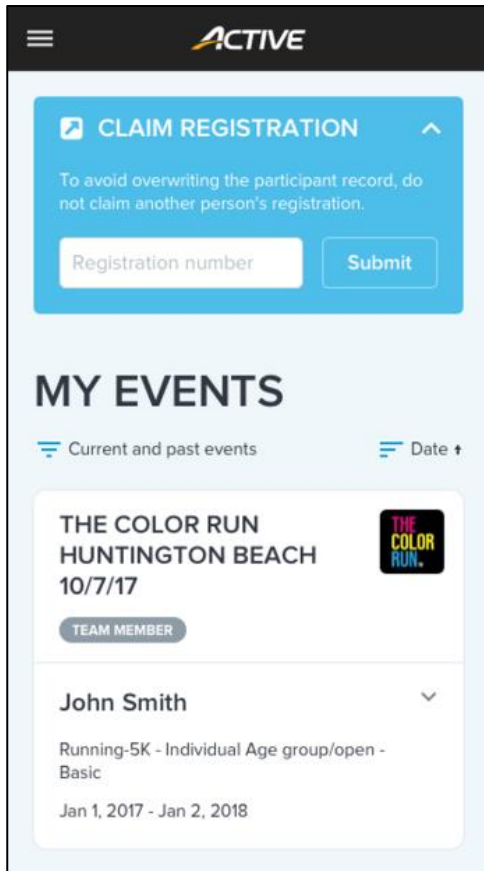 ACTIVE
CLAIM REGISTRATION
To avoid overwriting the participant record, do
not claim another person's registration.
Registration number
Submit
MY EVENTS
Current and past events
Date
THE COLOR RUN
HUNTINGTON BEACH
10/7/17
THE
COLOR
RUN.
TEAM MEMBER
John Smith
Running-5K - Individual Age group/open -
Basic
Jan 1, 2017 - Jan 2, 2018